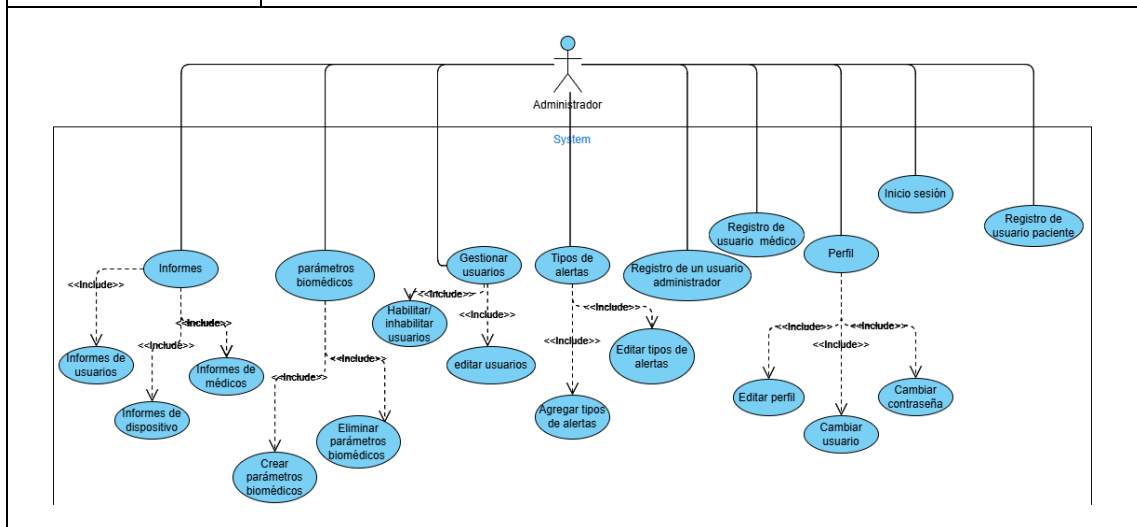 Administrador
System
Inicio sesión
Registro de
usuario paciente
Registro de
usuario médico
Informes
parámetros
biomédicos
Gestionar
usuarios
Tipos de
alertas
Registro de un usuario
administrador
Perfil
<<Include>>
<<Include>>
<<Include>>
<<Include>>
<<Include>>
<<Include>>
<<Include>>
<<Include>>
<<Include>>
<<Include>>
<<Include>>
<<Include>>
Habilitar/
inhabilitar
usuarios
Informes de
usuarios
Informes de
médicos
editar usuarios
Editar tipos de
alertas
Editar perfil
Cambiar
contraseña
Informes de
dispositivo
Eliminar
parámetros
biomédicos
Agregar tipos
de alertas
Cambiar
usuario
Crear
parámetros
biomédicos